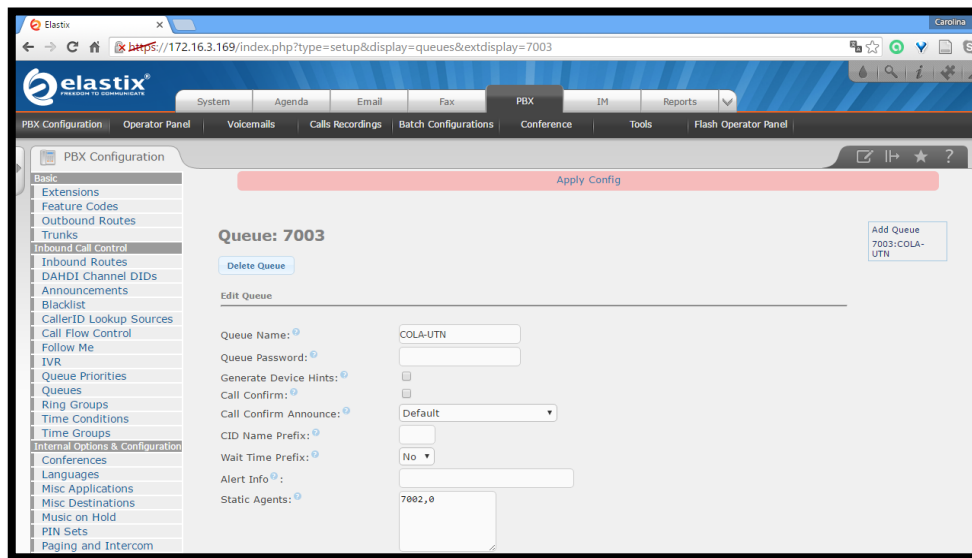 Elastix
Carolina
https://172.16.3.169/index.php?type=setup&display=queues&extdisplay=7003
elastix®
FREEDOM TO COMMUNICATE
System Agenda Email Fax PBX IM Reports
PBX Configuration Operator Panel Voicemails Calls Recordings Batch Configurations Conference Tools Flash Operator Panel
PBX Configuration
Basic
Extensions
Feature Codes
Outbound Routes
Trunks
Inbound Call Control
Inbound Routes
DAHDI Channel DIDs
Announcements
Blacklist
CallerID Lookup Sources
Call Flow Control
Follow Me
IVR
Queue Priorities
Queues
Ring Groups
Time Conditions
Time Groups
Internal Options & Configuration
Conferences
Languages
Misc Applications
Misc Destinations
Music on Hold
PIN Sets
Paging and Intercom
Apply Config
Queue: 7003
Delete Queue
Edit Queue
Queue Name: COLA-UTN
Queue Password:
Generate Device Hints:
Call Confirm:
Call Confirm Announce: Default
CID Name Prefix:
Wait Time Prefix: No
Alert Info :
Static Agents: 7002,0
Add Queue
7003:COLA-
UTN